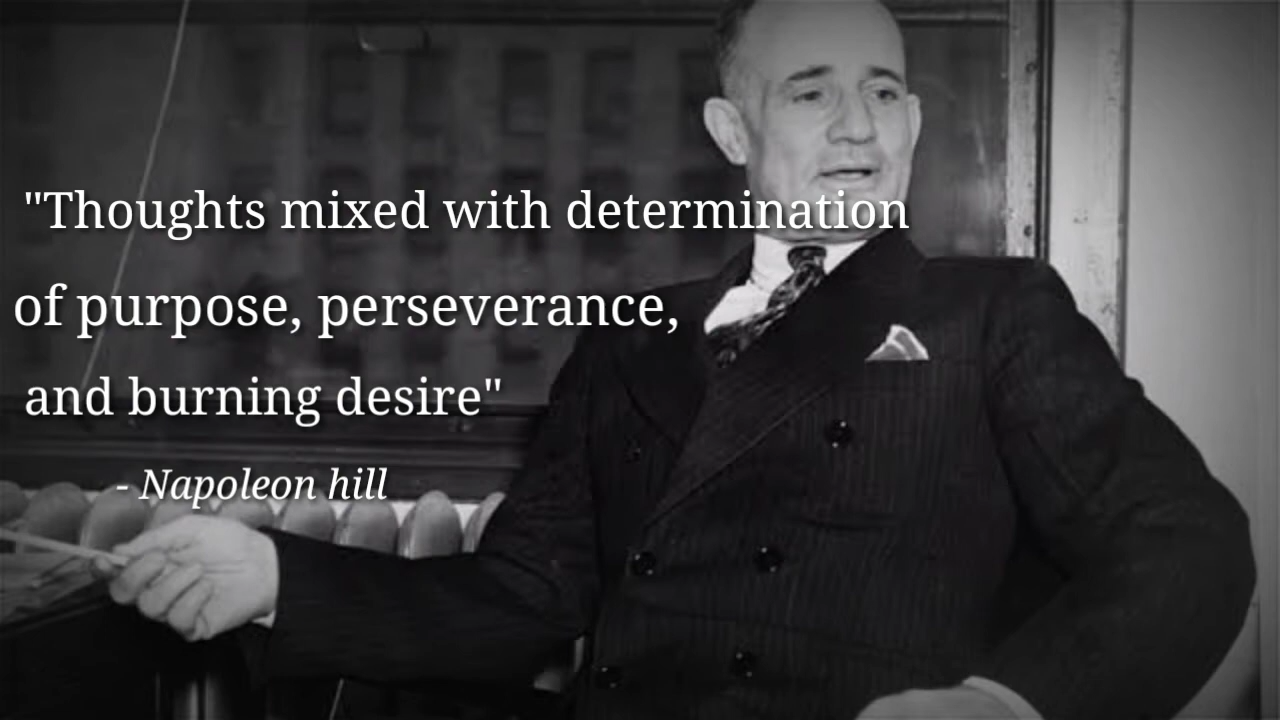 "Thoughts mixed with determination
of purpose, perseverance,
and burning desire"
- Napoleon hill